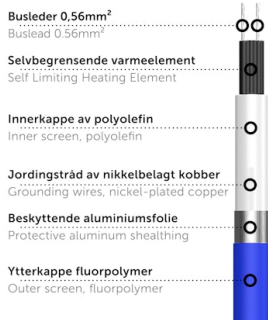 Busleder 0,56mm²
Buslead 0.56mm²
Selvbegrensende varmeelement
Self Limiting Heating Element
Innerkappe av polyolefin
Inner screen, polyolefin
Jordingstråd av nikkelbelagt kobber
Grounding wires, nickel-plated copper
Beskyttende aluminiumsfolie
Protective aluminum shealthing
Ytterkappe fluorpolymer
Outer screen, fluorpolymer